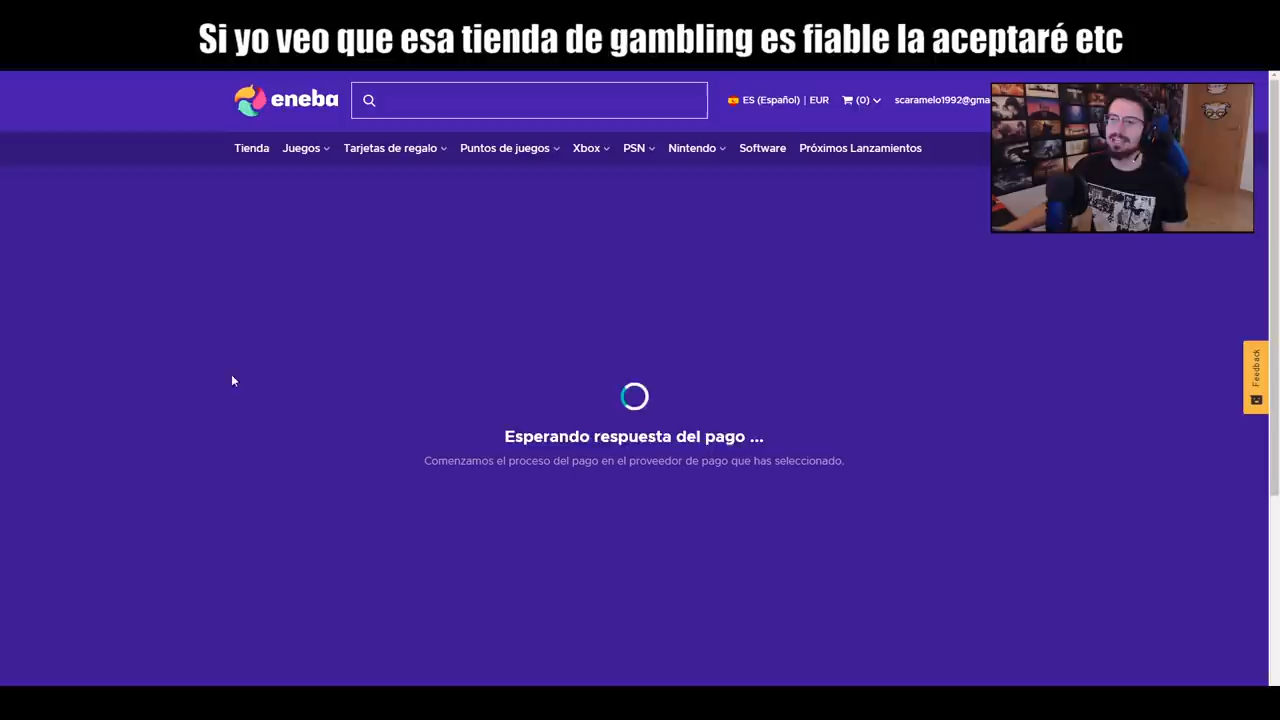 Si yo veo que esa tienda de gambling es fiable la aceptaré etc
eneba
ES (Español) | EUR
(0)
scaramelo1992@gma
Tienda
Juegos
Tarjetas de regalo
Puntos de juegos
Xbox
PSN
Nintendo
Software
Próximos Lanzamientos
Feedback
Esperando respuesta del pago ...
Comenzamos el proceso del pago en el proveedor de pago que has seleccionado.